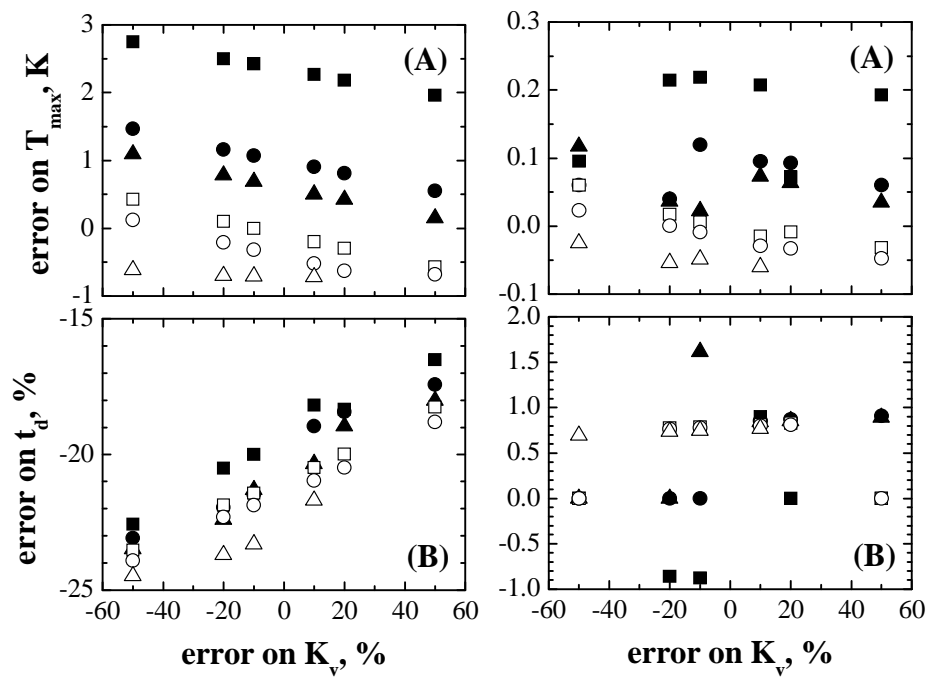 error on T_max, K
3
2
1
0
-1
(A)
error on t_d, %
-15
-20
-25
(B)
-60 -40 -20 0 20 40 60
error on K_v, %
0.3
0.2
0.1
0.0
-0.1
(A)
2.0
1.5
1.0
0.5
0.0
-0.5
-1.0
(B)
-60 -40 -20 0 20 40 60
error on K_v, %